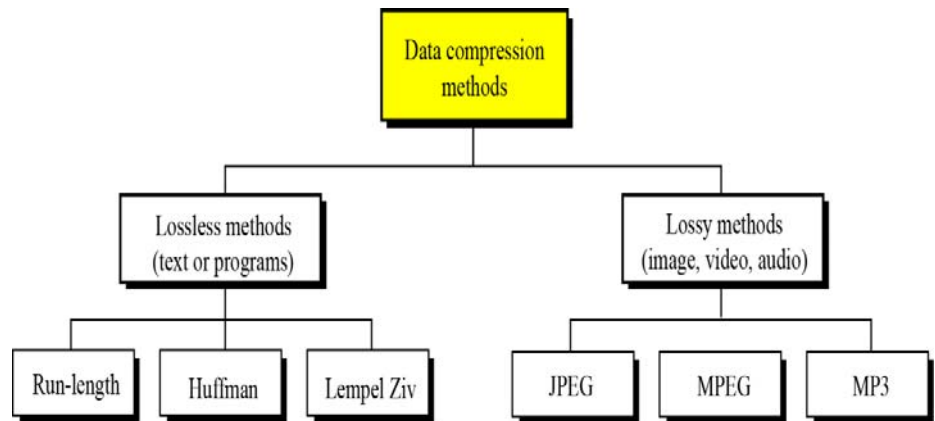 Data compression
methods
Lossless methods
(text or programs)
Lossy methods
(image, video, audio)
Run-length
Huffman
Lempel Ziv
JPEG
MPEG
MP3